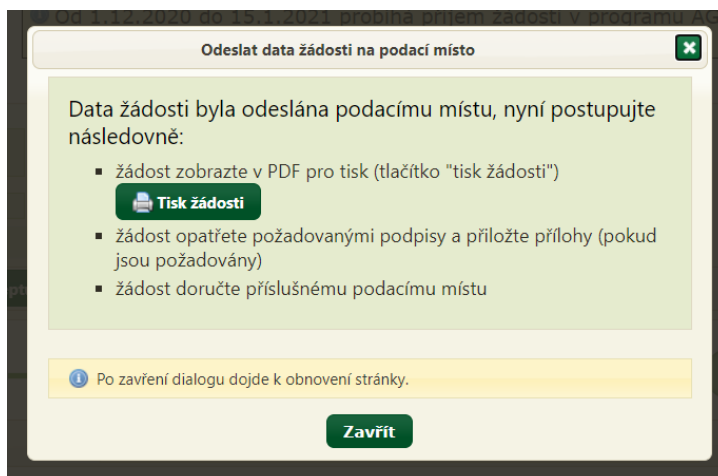 Od 1.12.2020 do 15.1.2021 probíhá příjem žádostí v programu AG
Odeslat data žádosti na podací místo
Data žádosti byla odeslána podacímu místu, nyní postupujte
následovně:
žádost zobrazte v PDF pro tisk (tlačítko "tisk žádosti")
Tisk žádosti
žádost opatřete požadovanými podpisy a přiložte přílohy (pokud
jsou požadovány)
žádost doručte příslušnému podacímu místu
Po zavření dialogu dojde k obnovení stránky.
Zavřít